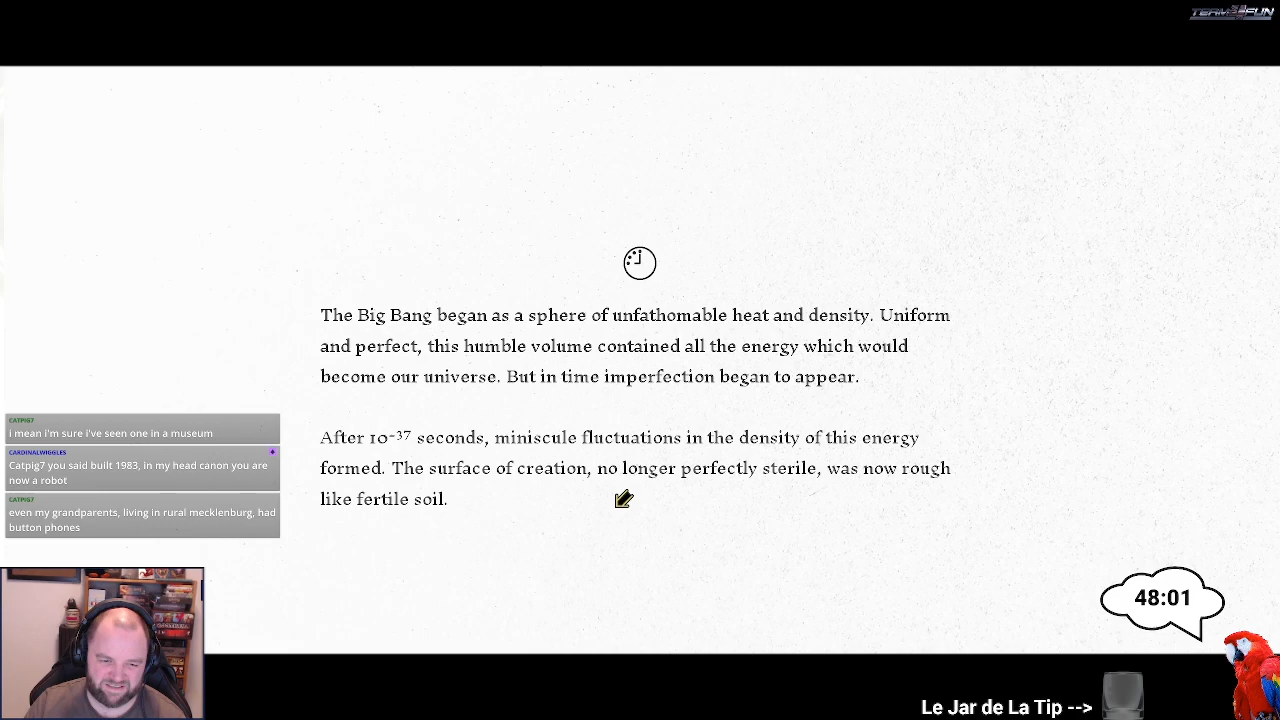 TEAM4FUN
The Big Bang began as a sphere of unfathomable heat and density. Uniform
and perfect, this humble volume contained all the energy which would
become our universe. But in time imperfection began to appear.
After 10-37 seconds, miniscule fluctuations in the density of this energy
formed. The surface of creation, no longer perfectly sterile, was now rough
like fertile soil.
CATPIG7
i mean i'm sure i've seen one in a museum
CARDINALWIGGLES
Catpig7 you said built 1983, in my head canon you are
now a robot
CATPIG7
even my grandparents, living in rural mecklenburg, had
button phones
48:01
Le Jar de La Tip -->